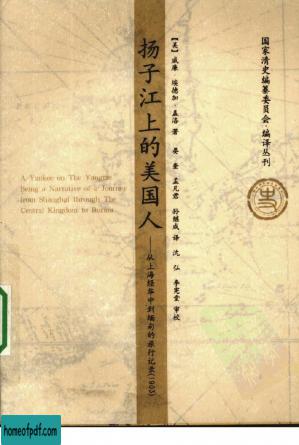 国家清史编纂委员会·编译丛刊
【美】威廉·埃德加·盖洛 著 晏奎 孟凡君 孙继成 译 沈弘 李宪堂 审校
扬子江上的美国人
——从上海经华中到缅甸的旅行记录(1903)
A Yankee on The Yangtze
Being a Narrative of a Journey
from Shanghai through The
Central Kingdom to Burma
homeofpdf.com